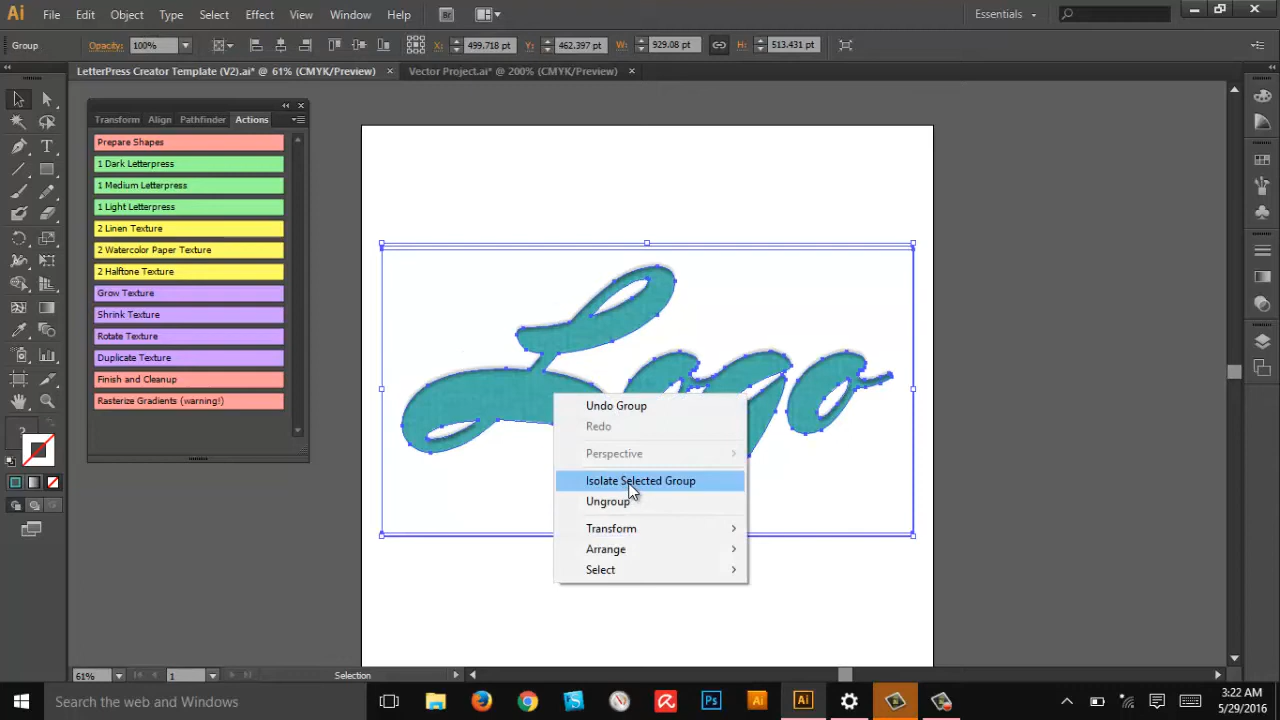 Ai File Edit Object Type Select Effect View Window Help Br Essentials
Group Opacity: 100% X: 499.718 pt Y: 462.397 pt W: 929.08 pt H: 513.431 pt
LetterPress Creator Template (V2).ai* @ 61% (CMYK/Preview) Vector Project.ai* @ 200% (CMYK/Preview)
Transform Align Pathfinder Actions
Prepare Shapes
1 Dark Letterpress
1 Medium Letterpress
1 Light Letterpress
2 Linen Texture
2 Watercolor Paper Texture
2 Halftone Texture
Grow Texture
Shrink Texture
Rotate Texture
Duplicate Texture
Finish and Cleanup
Rasterize Gradients (warning!)
Undo Group
Redo
Perspective
Isolate Selected Group
Ungroup
Transform
Arrange
Select
61% 1 Selection
Search the web and Windows Ps Ai Ai 3:22 AM
5/29/2016